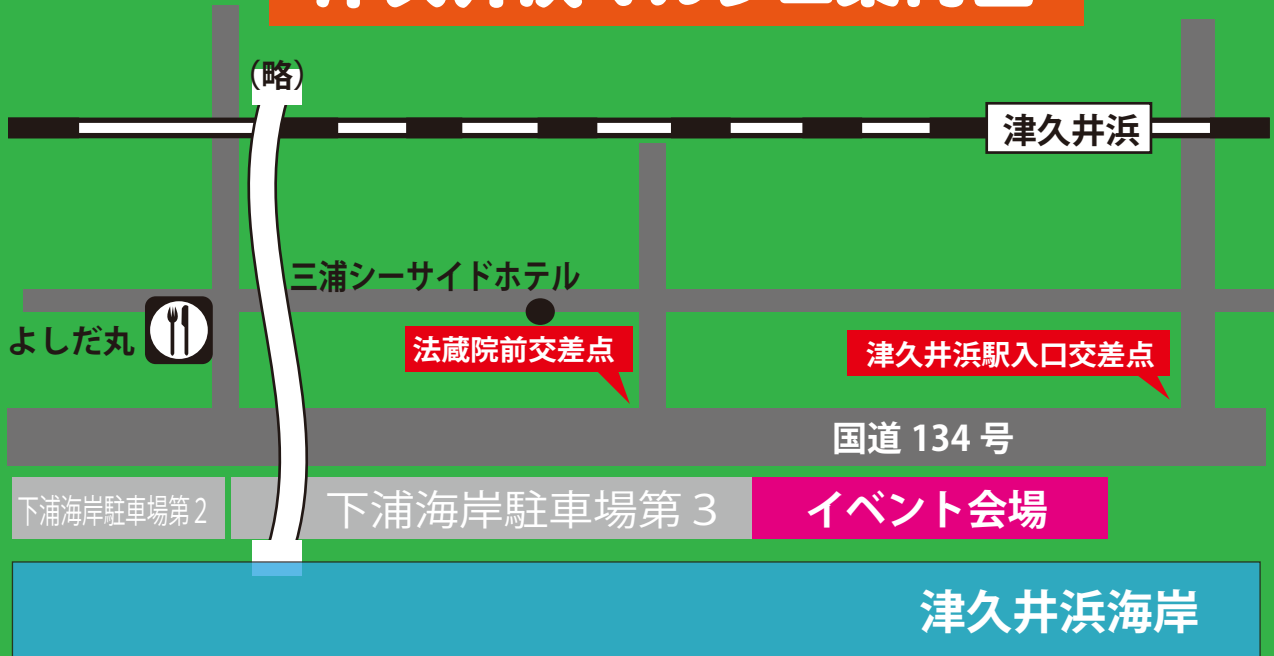 （略）
津久井浜
三浦シーサイドホテル
よしだ丸
法蔵院前交差点
津久井浜駅入口交差点
国道 134 号
下浦海岸駐車場第２
下浦海岸駐車場第３
イベント会場
津久井浜海岸